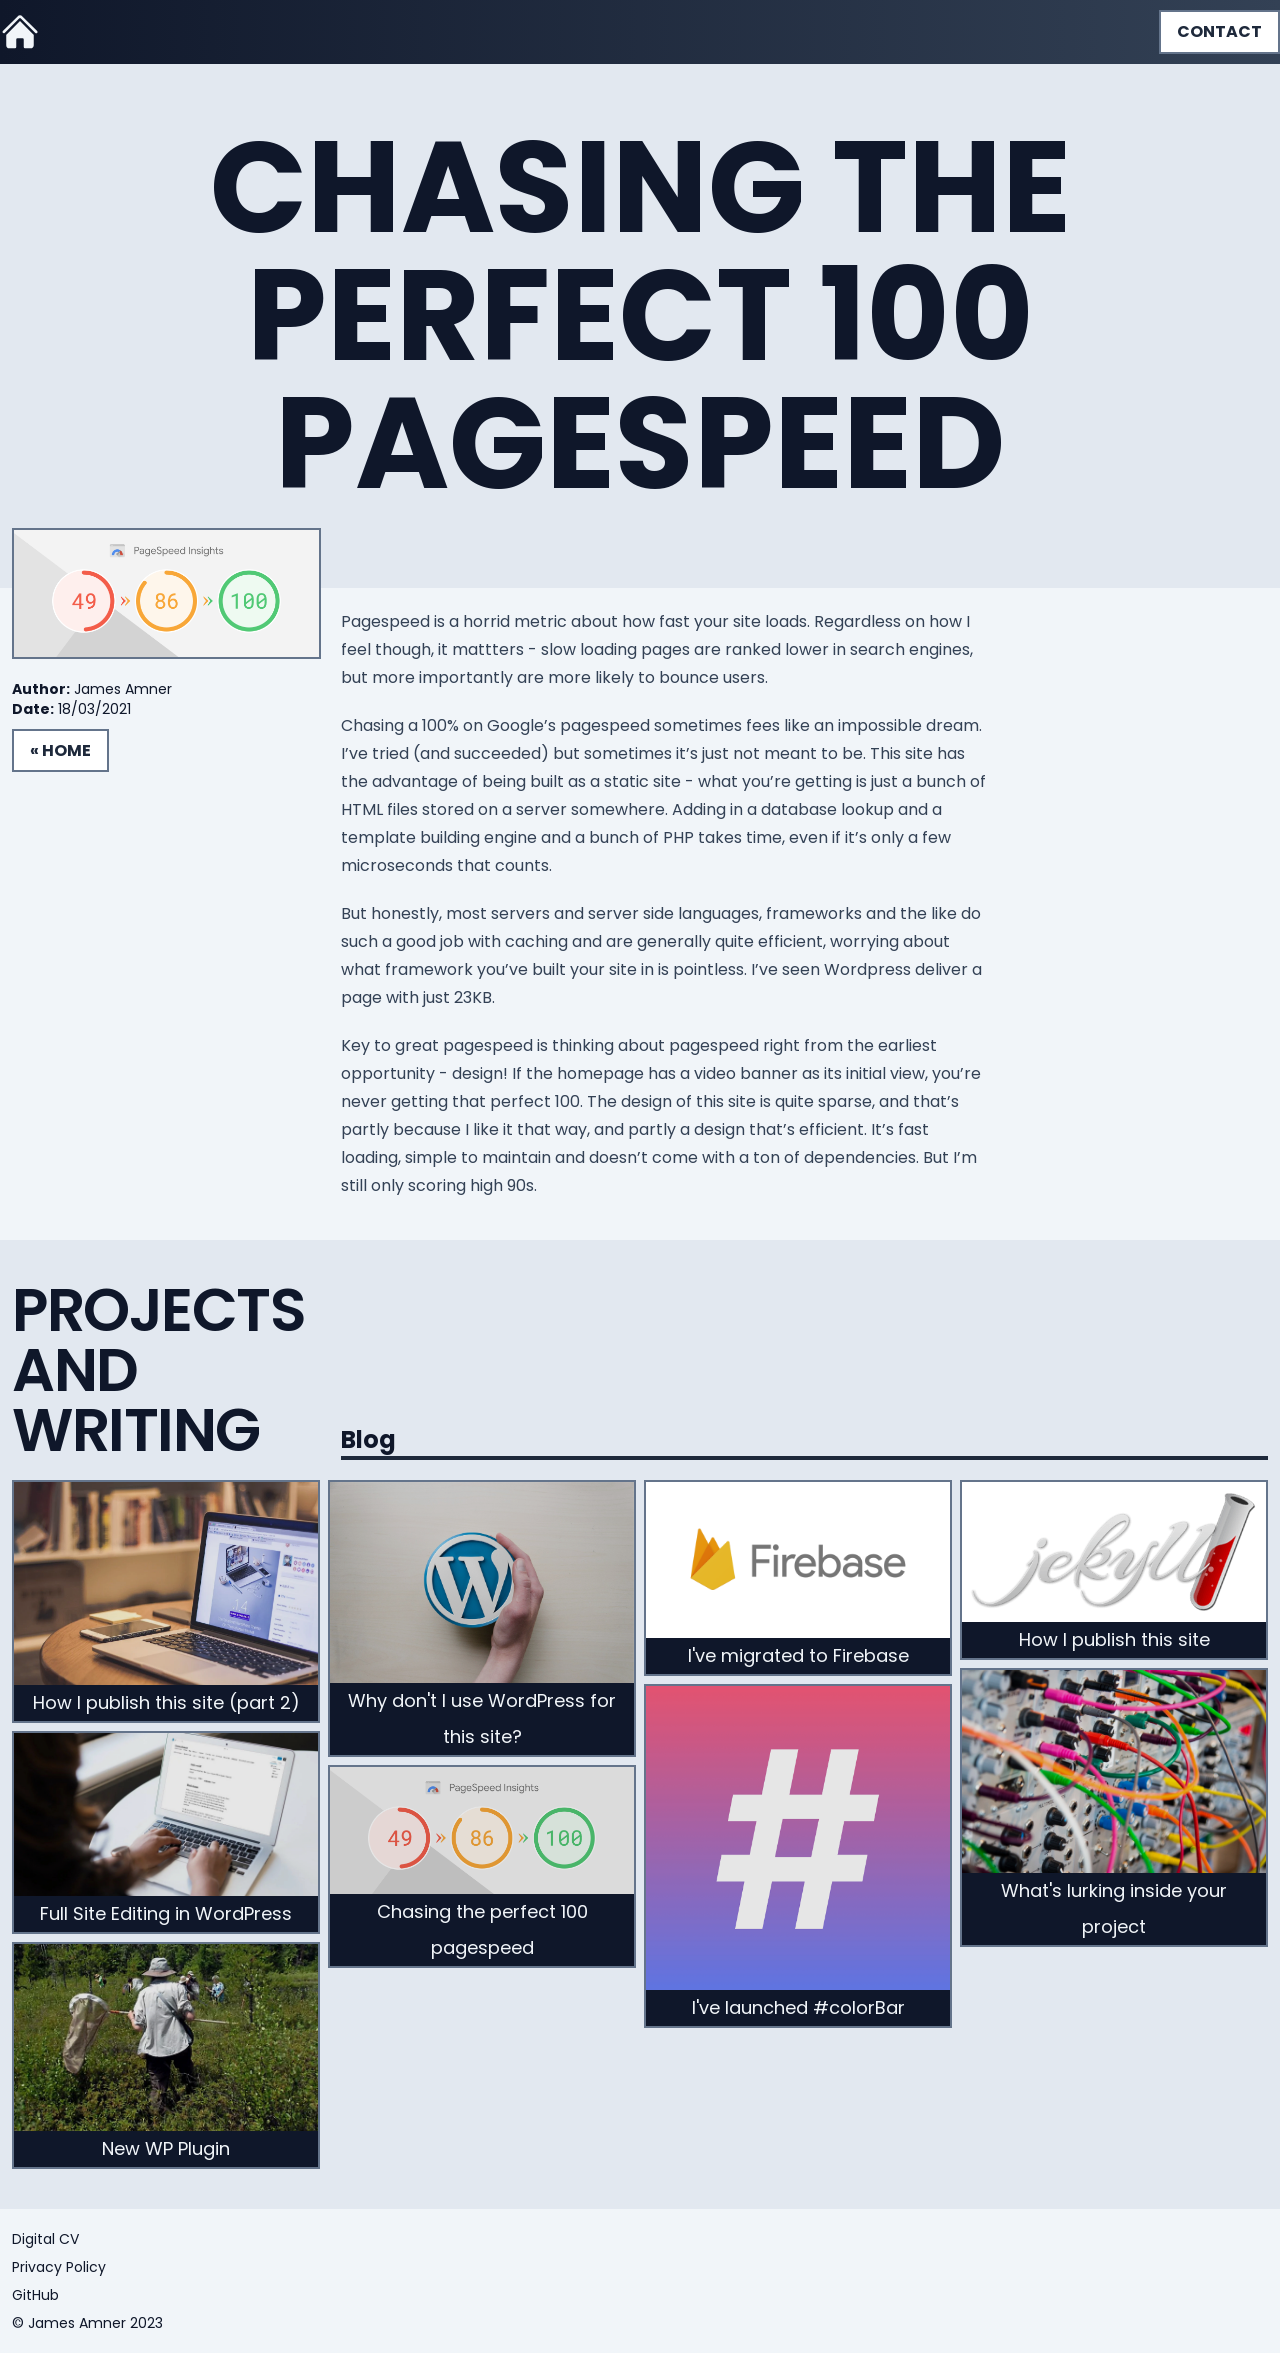 CONTACT
CHASING THE
PERFECT 100
PAGESPEED
PageSpeed Insights
49 » 86 » 100
Author: James Amner
Date: 18/03/2021
« HOME
Pagespeed is a horrid metric about how fast your site loads. Regardless on how I
feel though, it mattters - slow loading pages are ranked lower in search engines,
but more importantly are more likely to bounce users.
Chasing a 100% on Google’s pagespeed sometimes fees like an impossible dream.
I’ve tried (and succeeded) but sometimes it’s just not meant to be. This site has
the advantage of being built as a static site - what you’re getting is just a bunch of
HTML files stored on a server somewhere. Adding in a database lookup and a
template building engine and a bunch of PHP takes time, even if it’s only a few
microseconds that counts.
But honestly, most servers and server side languages, frameworks and the like do
such a good job with caching and are generally quite efficient, worrying about
what framework you’ve built your site in is pointless. I’ve seen Wordpress deliver a
page with just 23KB.
Key to great pagespeed is thinking about pagespeed right from the earliest
opportunity - design! If the homepage has a video banner as its initial view, you’re
never getting that perfect 100. The design of this site is quite sparse, and that’s
partly because I like it that way, and partly a design that’s efficient. It’s fast
loading, simple to maintain and doesn’t come with a ton of dependencies. But I’m
still only scoring high 90s.
PROJECTS
AND
WRITING
Blog
How I publish this site (part 2)
Full Site Editing in WordPress
New WP Plugin
W
Why don't I use WordPress for
this site?
PageSpeed Insights
49 » 86 » 100
Chasing the perfect 100
pagespeed
Firebase
I've migrated to Firebase
#
I've launched #colorBar
jekyll
How I publish this site
What's lurking inside your
project
Digital CV
Privacy Policy
GitHub
© James Amner 2023